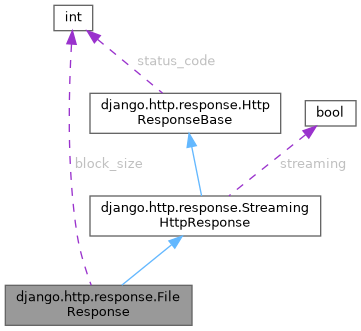 int
status_code
django.http.response.Http
ResponseBase
bool
block_size
streaming
django.http.response.Streaming
HttpResponse
django.http.response.File
Response